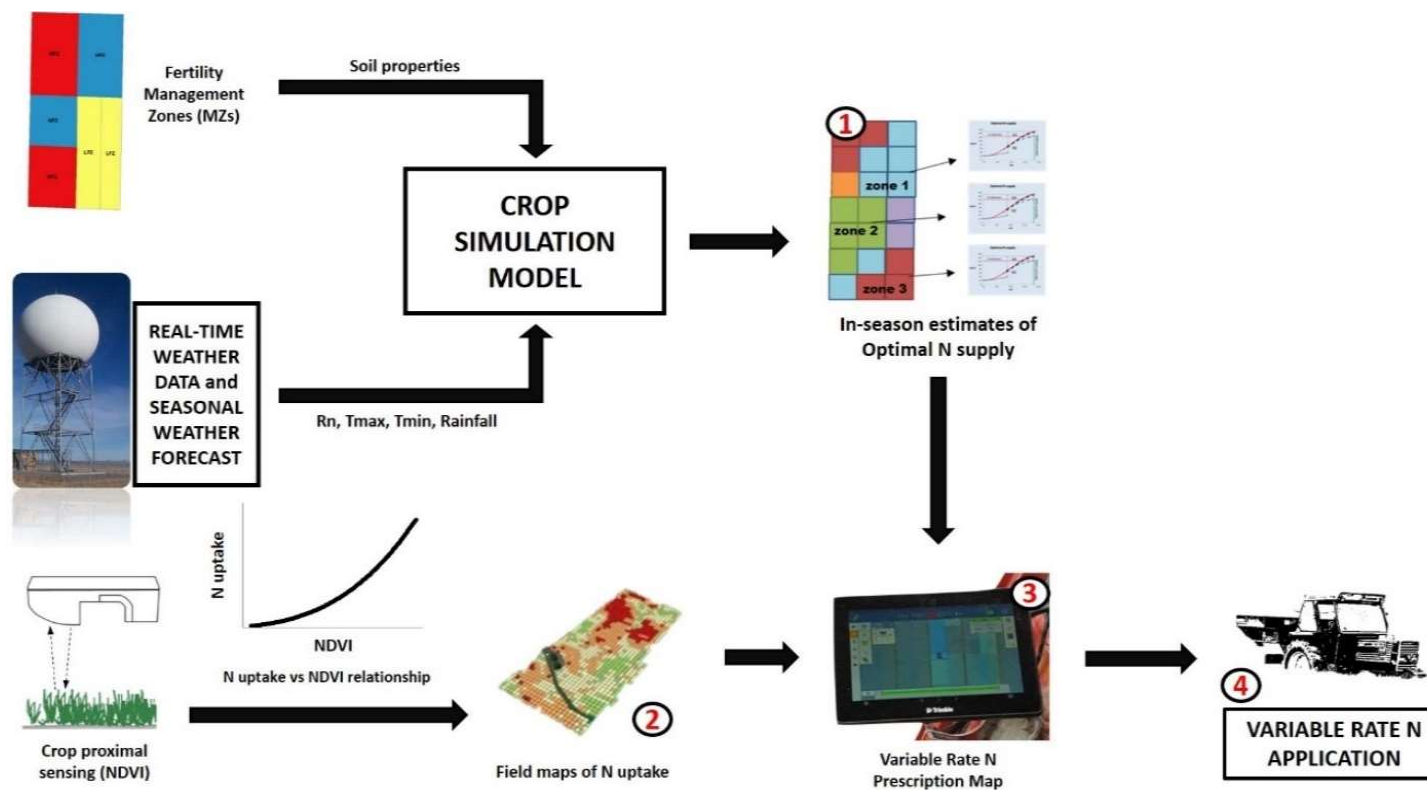 Fertility
Management
Zones (MZs)
LFZ
LFZ
Soil properties
CROP
SIMULATION
MODEL
1
zone 1
zone 2
zone 3
In-season estimates of
Optimal N supply
REAL-TIME
WEATHER
DATA and
SEASONAL
WEATHER
FORECAST
Rn, Tmax, Tmin, Rainfall
N uptake
NDVI
N uptake vs NDVI relationship
Crop proximal
sensing (NDVI)
2
Field maps of N uptake
3
Trimble
Variable Rate N
Prescription Map
4
VARIABLE RATE N
APPLICATION